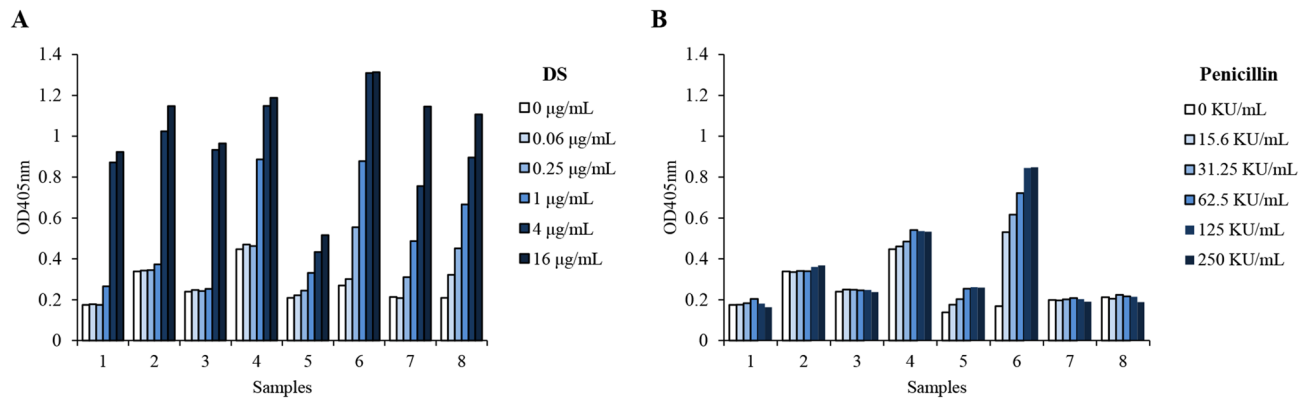 A
1.4
1.2
1
0.8
0.6
0.4
0.2
0
OD405nm
1 2 3 4 5 6 7 8
Samples
DS
0 μg/mL
0.06 μg/mL
0.25 μg/mL
1 μg/mL
4 μg/mL
16 μg/mL
B
1.4
1.2
1
0.8
0.6
0.4
0.2
0
OD405nm
1 2 3 4 5 6 7 8
Samples
Penicillin
0 KU/mL
15.6 KU/mL
31.25 KU/mL
62.5 KU/mL
125 KU/mL
250 KU/mL